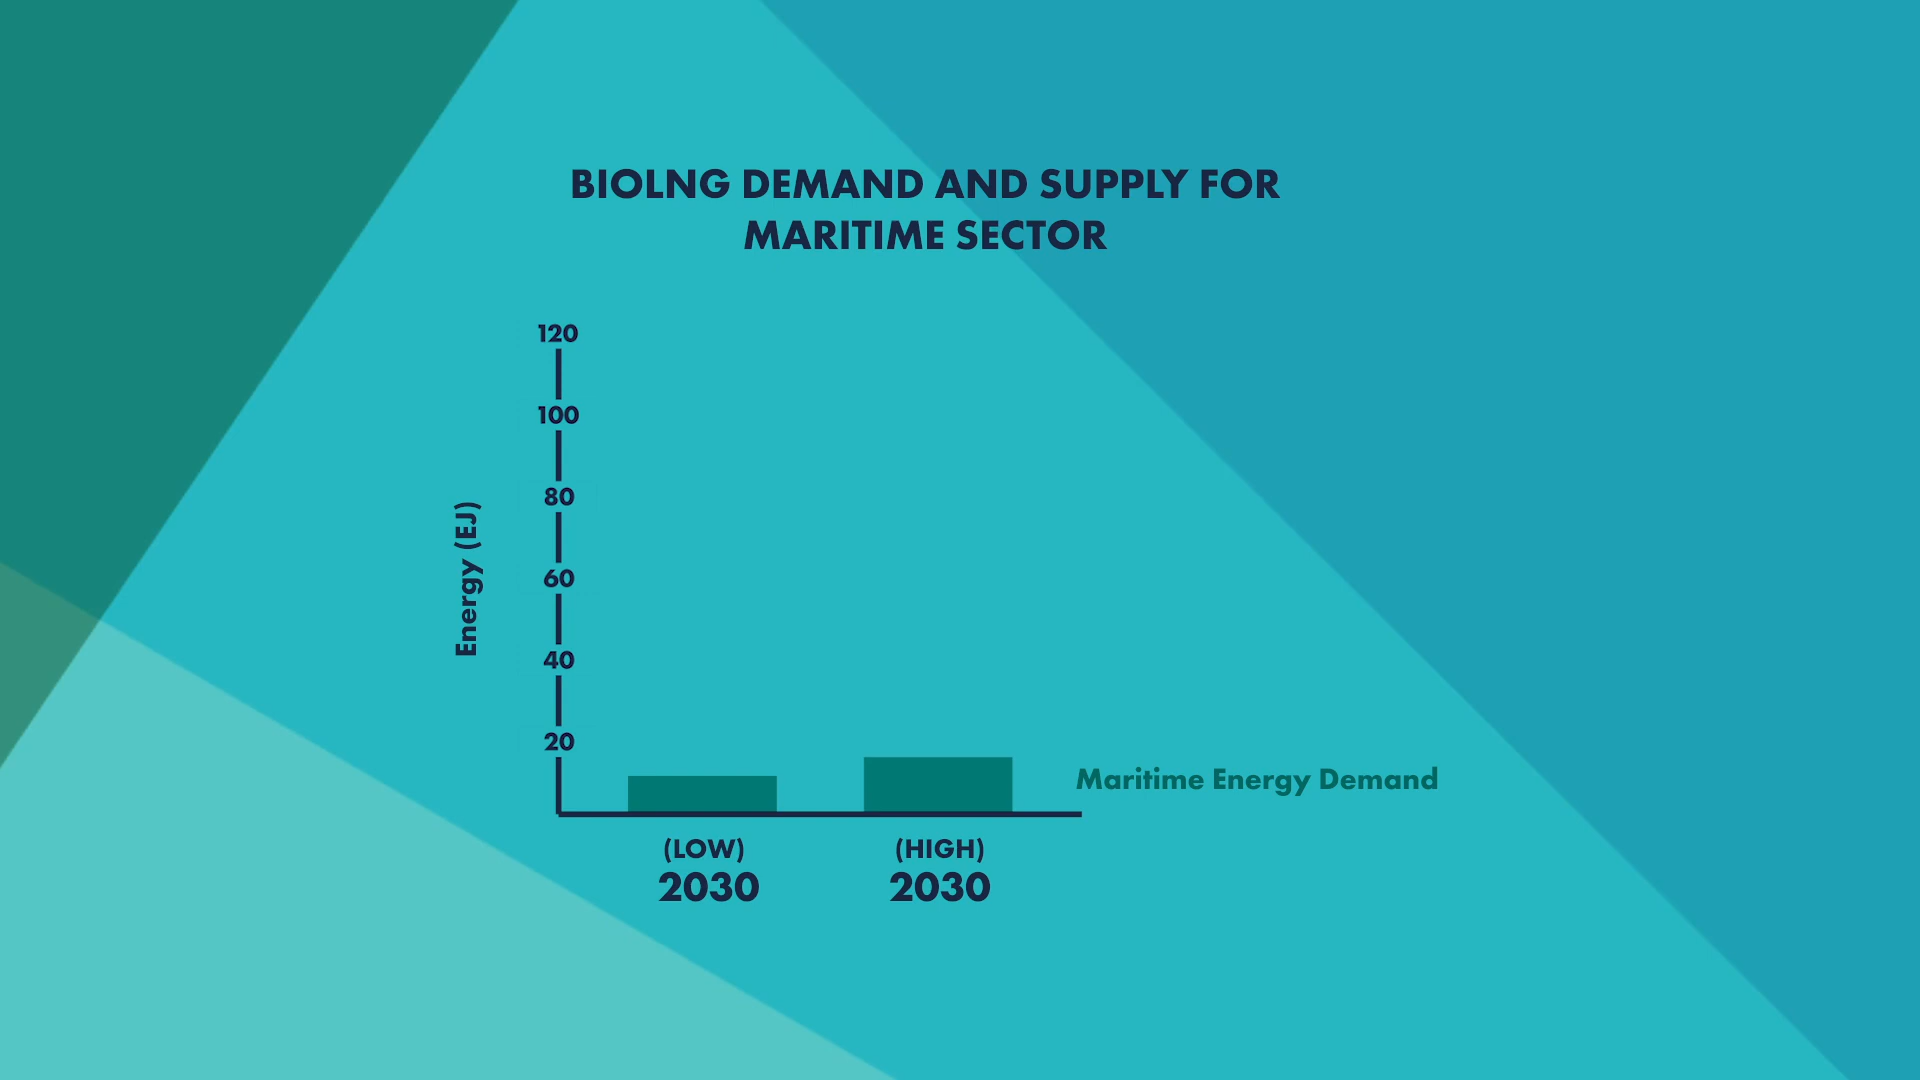 BIOLNG DEMAND AND SUPPLY FOR
MARITIME SECTOR
120
100
80
60
40
20
Energy (EJ)
Maritime Energy Demand
(LOW)
2030
(HIGH)
2030